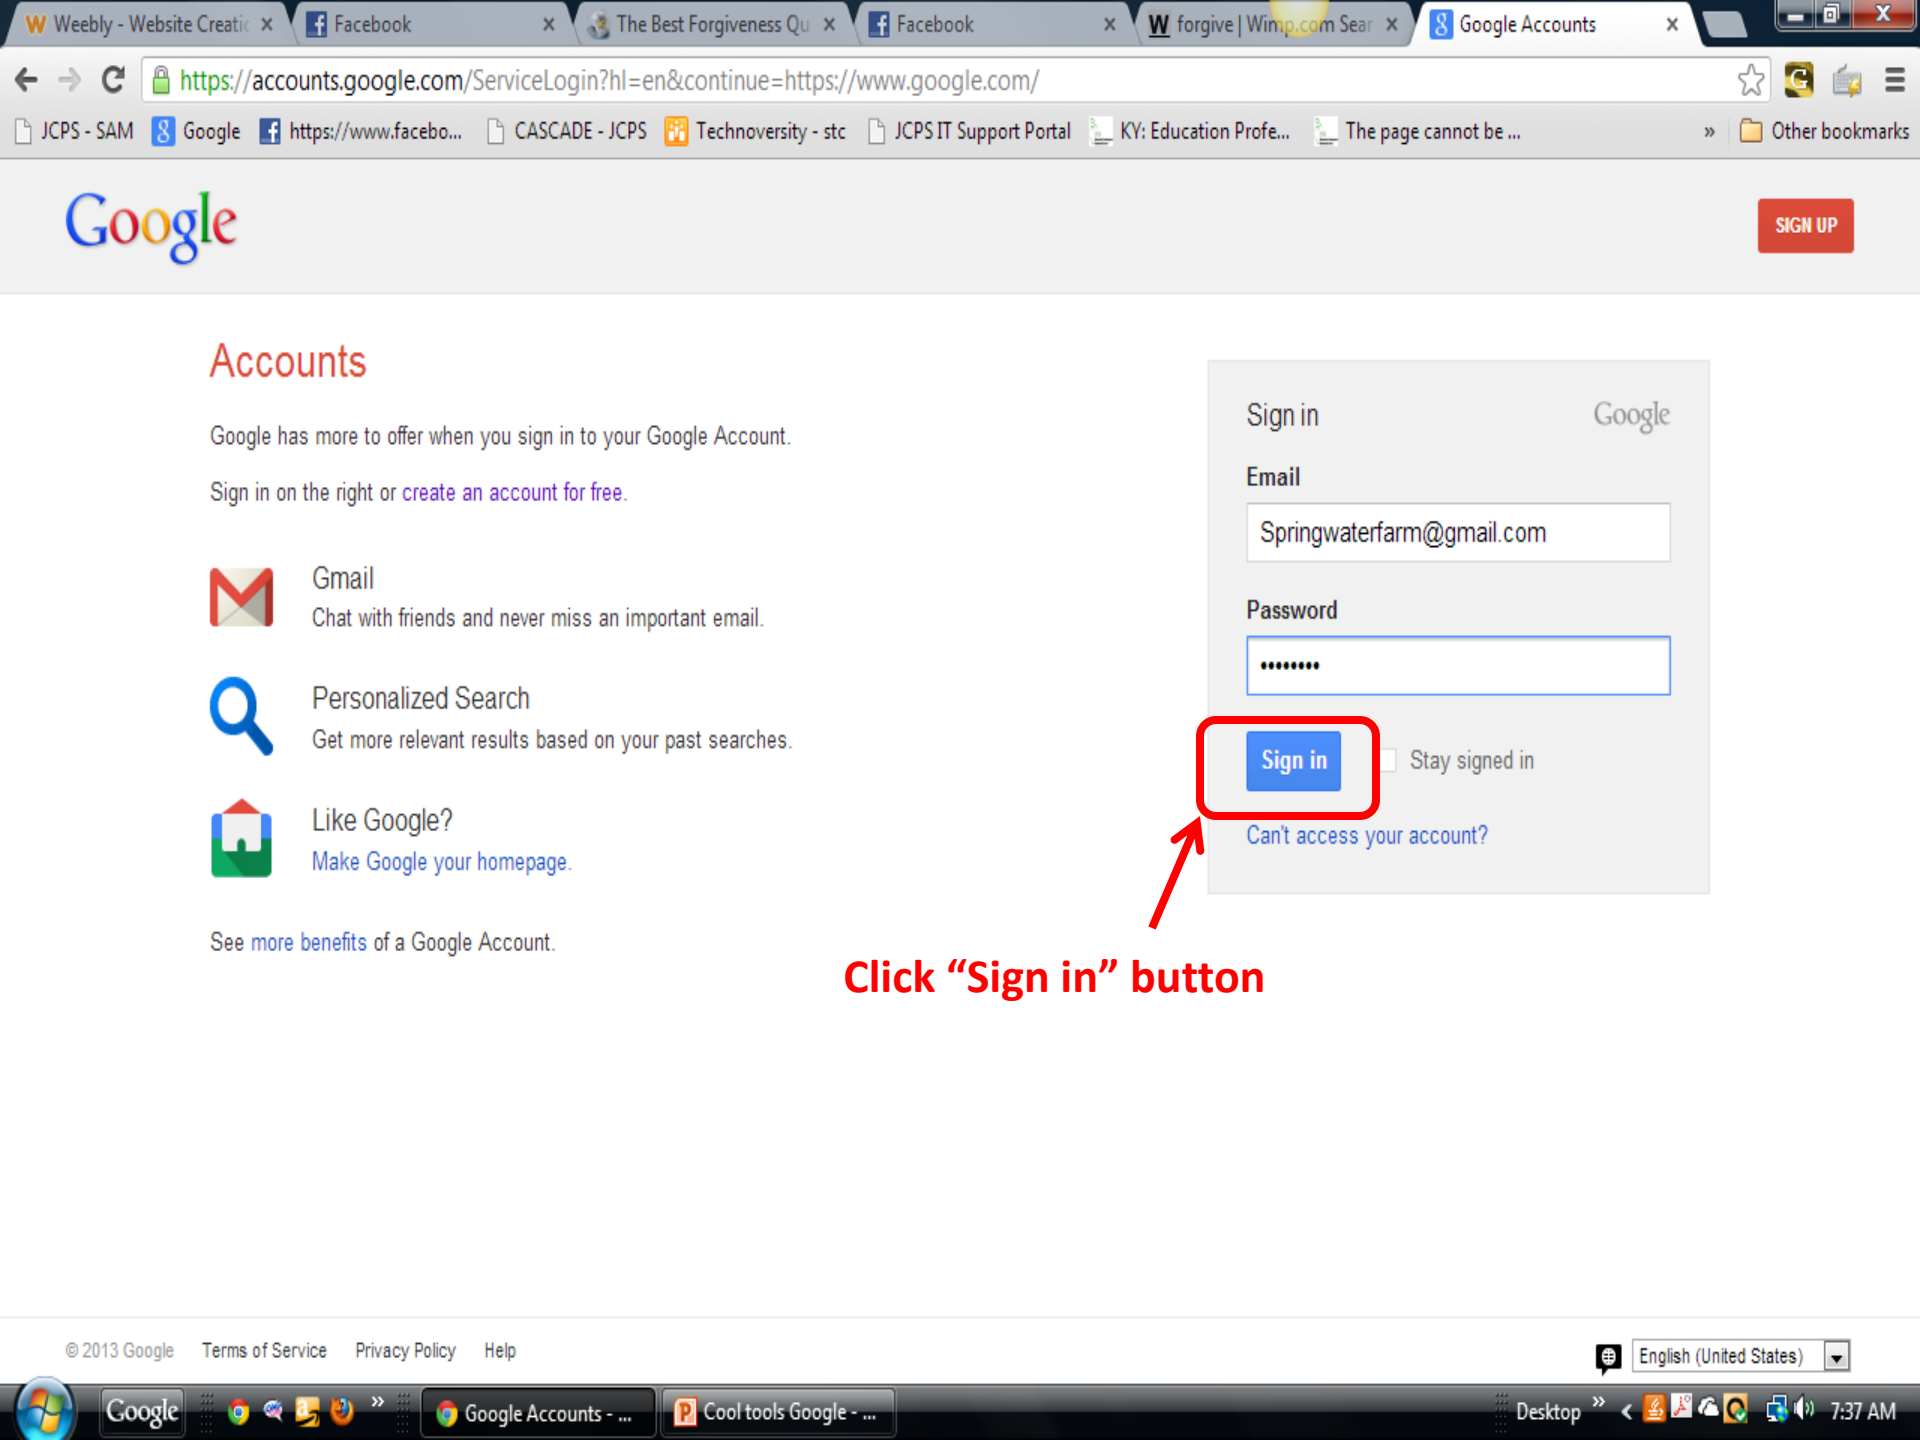 Weebly - Website Creatic
Facebook
The Best Forgiveness Qu
Facebook
W forgive | Wimp.com Sear
Google Accounts
https://accounts.google.com/ServiceLogin?hl=en&continue=https://www.google.com/
JCPS - SAM
Google
https://www.facebo...
CASCADE - JCPS
Technoversity - stc
JCPS IT Support Portal
KY: Education Profe...
The page cannot be ...
»
Other bookmarks
Google
SIGN UP
Accounts
Google has more to offer when you sign in to your Google Account.
Sign in on the right or create an account for free.
Gmail
Chat with friends and never miss an important email.
Personalized Search
Get more relevant results based on your past searches.
Like Google?
Make Google your homepage.
See more benefits of a Google Account.
Sign in
Google
Email
Springwaterfarm@gmail.com
Password
••••••••
Sign in
Stay signed in
Can't access your account?
Click “Sign in” button
© 2013 Google
Terms of Service
Privacy Policy
Help
English (United States)
Google
»
Google Accounts - ...
Cool tools Google - ...
Desktop
»
7:37 AM